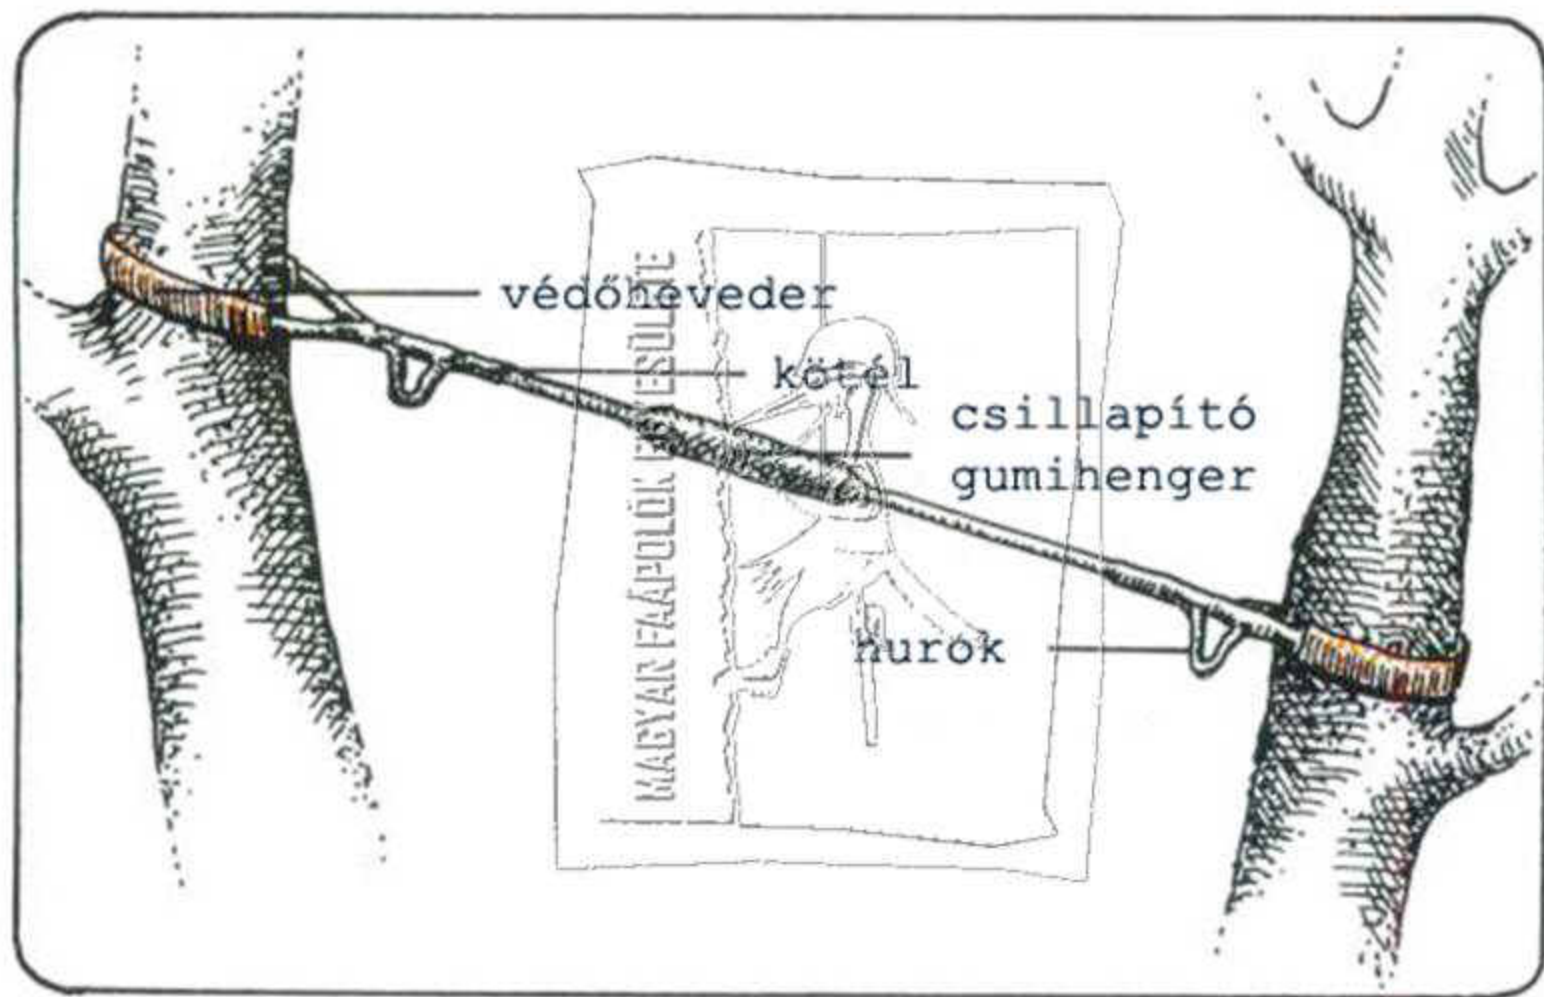 védőheveder
kötél
csillapító
gumihenger
hurok
MAGYAR FAÁPOLÓK EGYESÜLETE